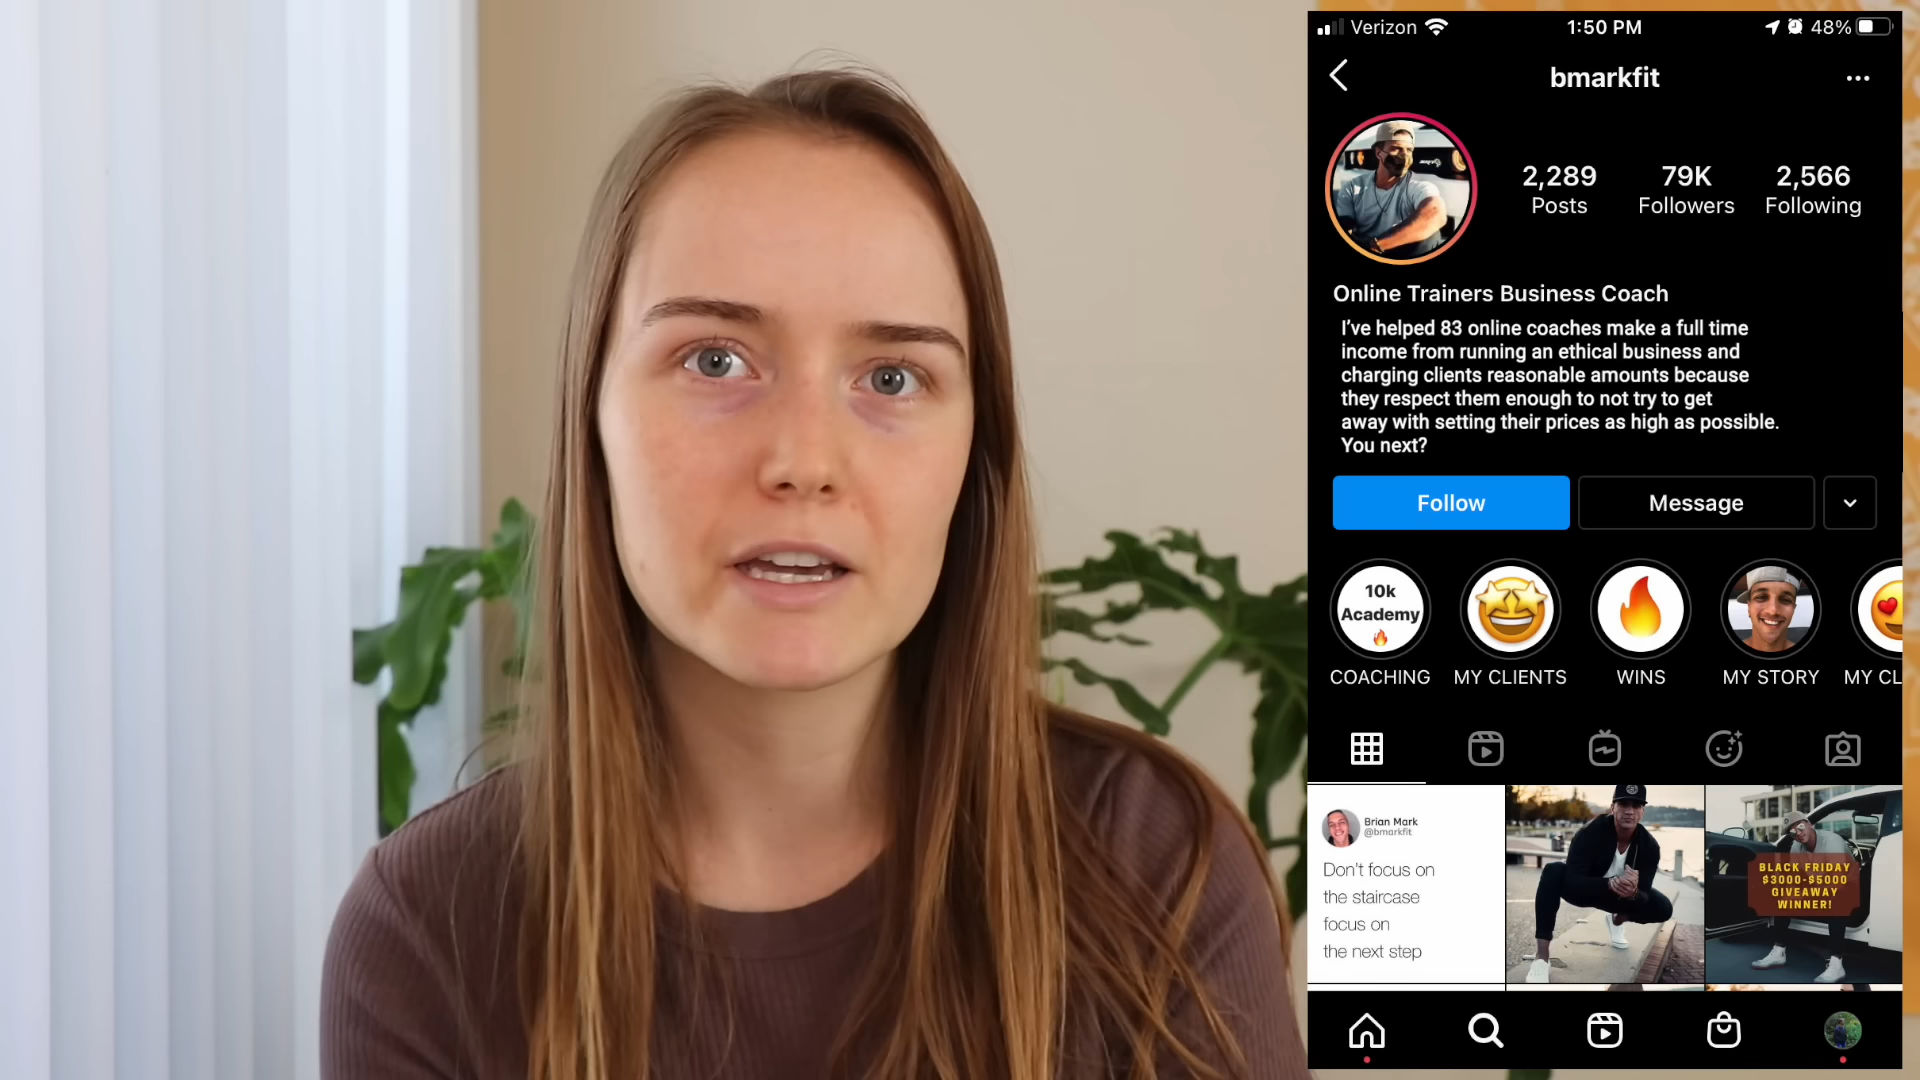 Verizon 1:50 PM 48%
bmarkfit
2,289 79K 2,566
Posts Followers Following
Online Trainers Business Coach
I've helped 83 online coaches make a full time
income from running an ethical business and
charging clients reasonable amounts because
they respect them enough to not try to get
away with setting their prices as high as possible.
You next?
Follow Message
10k
Academy
COACHING MY CLIENTS WINS MY STORY MY CL
Brian Mark
@bmarkfit
Don't focus on
the staircase
focus on
the next step
BLACK FRIDAY
$3000-$5000
GIVEAWAY
WINNER!